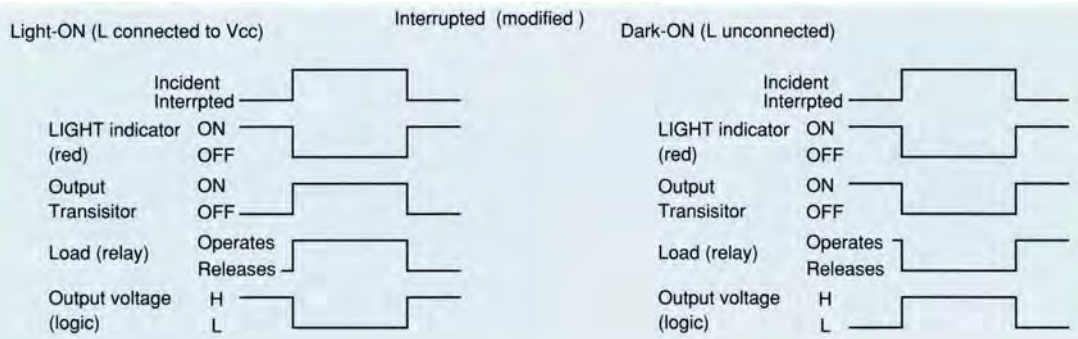 Interrupted (modified )
Light-ON (L connected to Vcc)
Incident
Interrpted
LIGHT indicator ON
(red) OFF
Output ON
Transisitor OFF
Load (relay) Operates
Releases
Output voltage H
(logic) L
Dark-ON (L unconnected)
Incident
Interrpted
LIGHT indicator ON
(red) OFF
Output ON
Transisitor OFF
Load (relay) Operates
Releases
Output voltage H
(logic) L